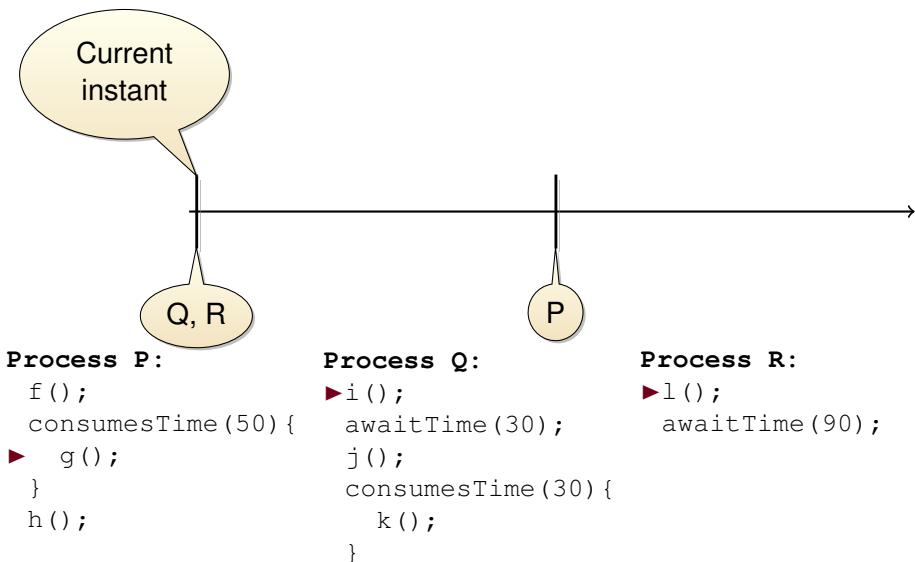 Current
instant
Q, R
P
Process P:
f();
consumesTime(50){
g();
}
h();
Process Q:
i();
awaitTime(30);
j();
consumesTime(30){
k();
}
Process R:
l();
awaitTime(90);